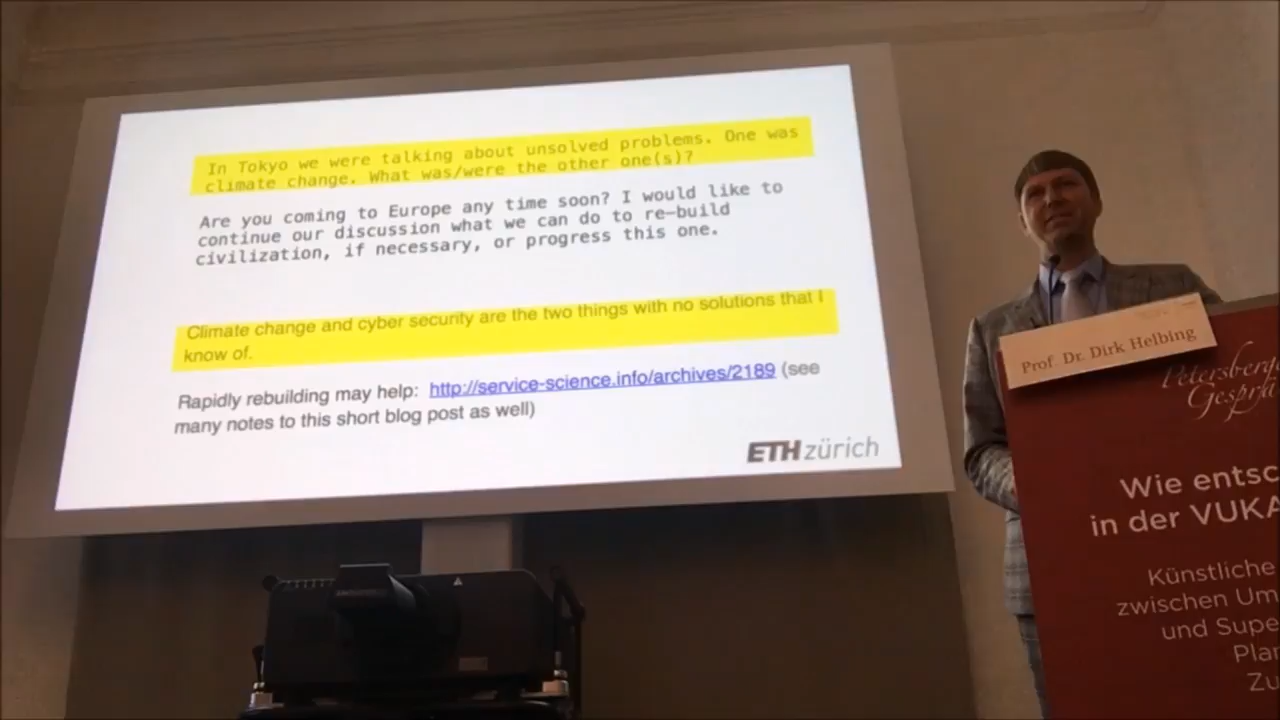 In Tokyo we were talking about unsolved problems. One was
climate change. What was/were the other one(s)?
Are you coming to Europe any time soon? I would like to
continue our discussion what we can do to re-build
civilization, if necessary, or progress this one.
Climate change and cyber security are the two things with no solutions that I
know of.
Rapidly rebuilding may help: http://service-science.info/archives/2189 (see
many notes to this short blog post as well)
ETH zürich
Prof. Dr. Dirk Helbing
Petersberge
Gesprä
Wie entsc
in der VUKA
Künstliche
zwischen Um
und Supe
Plan
Zu